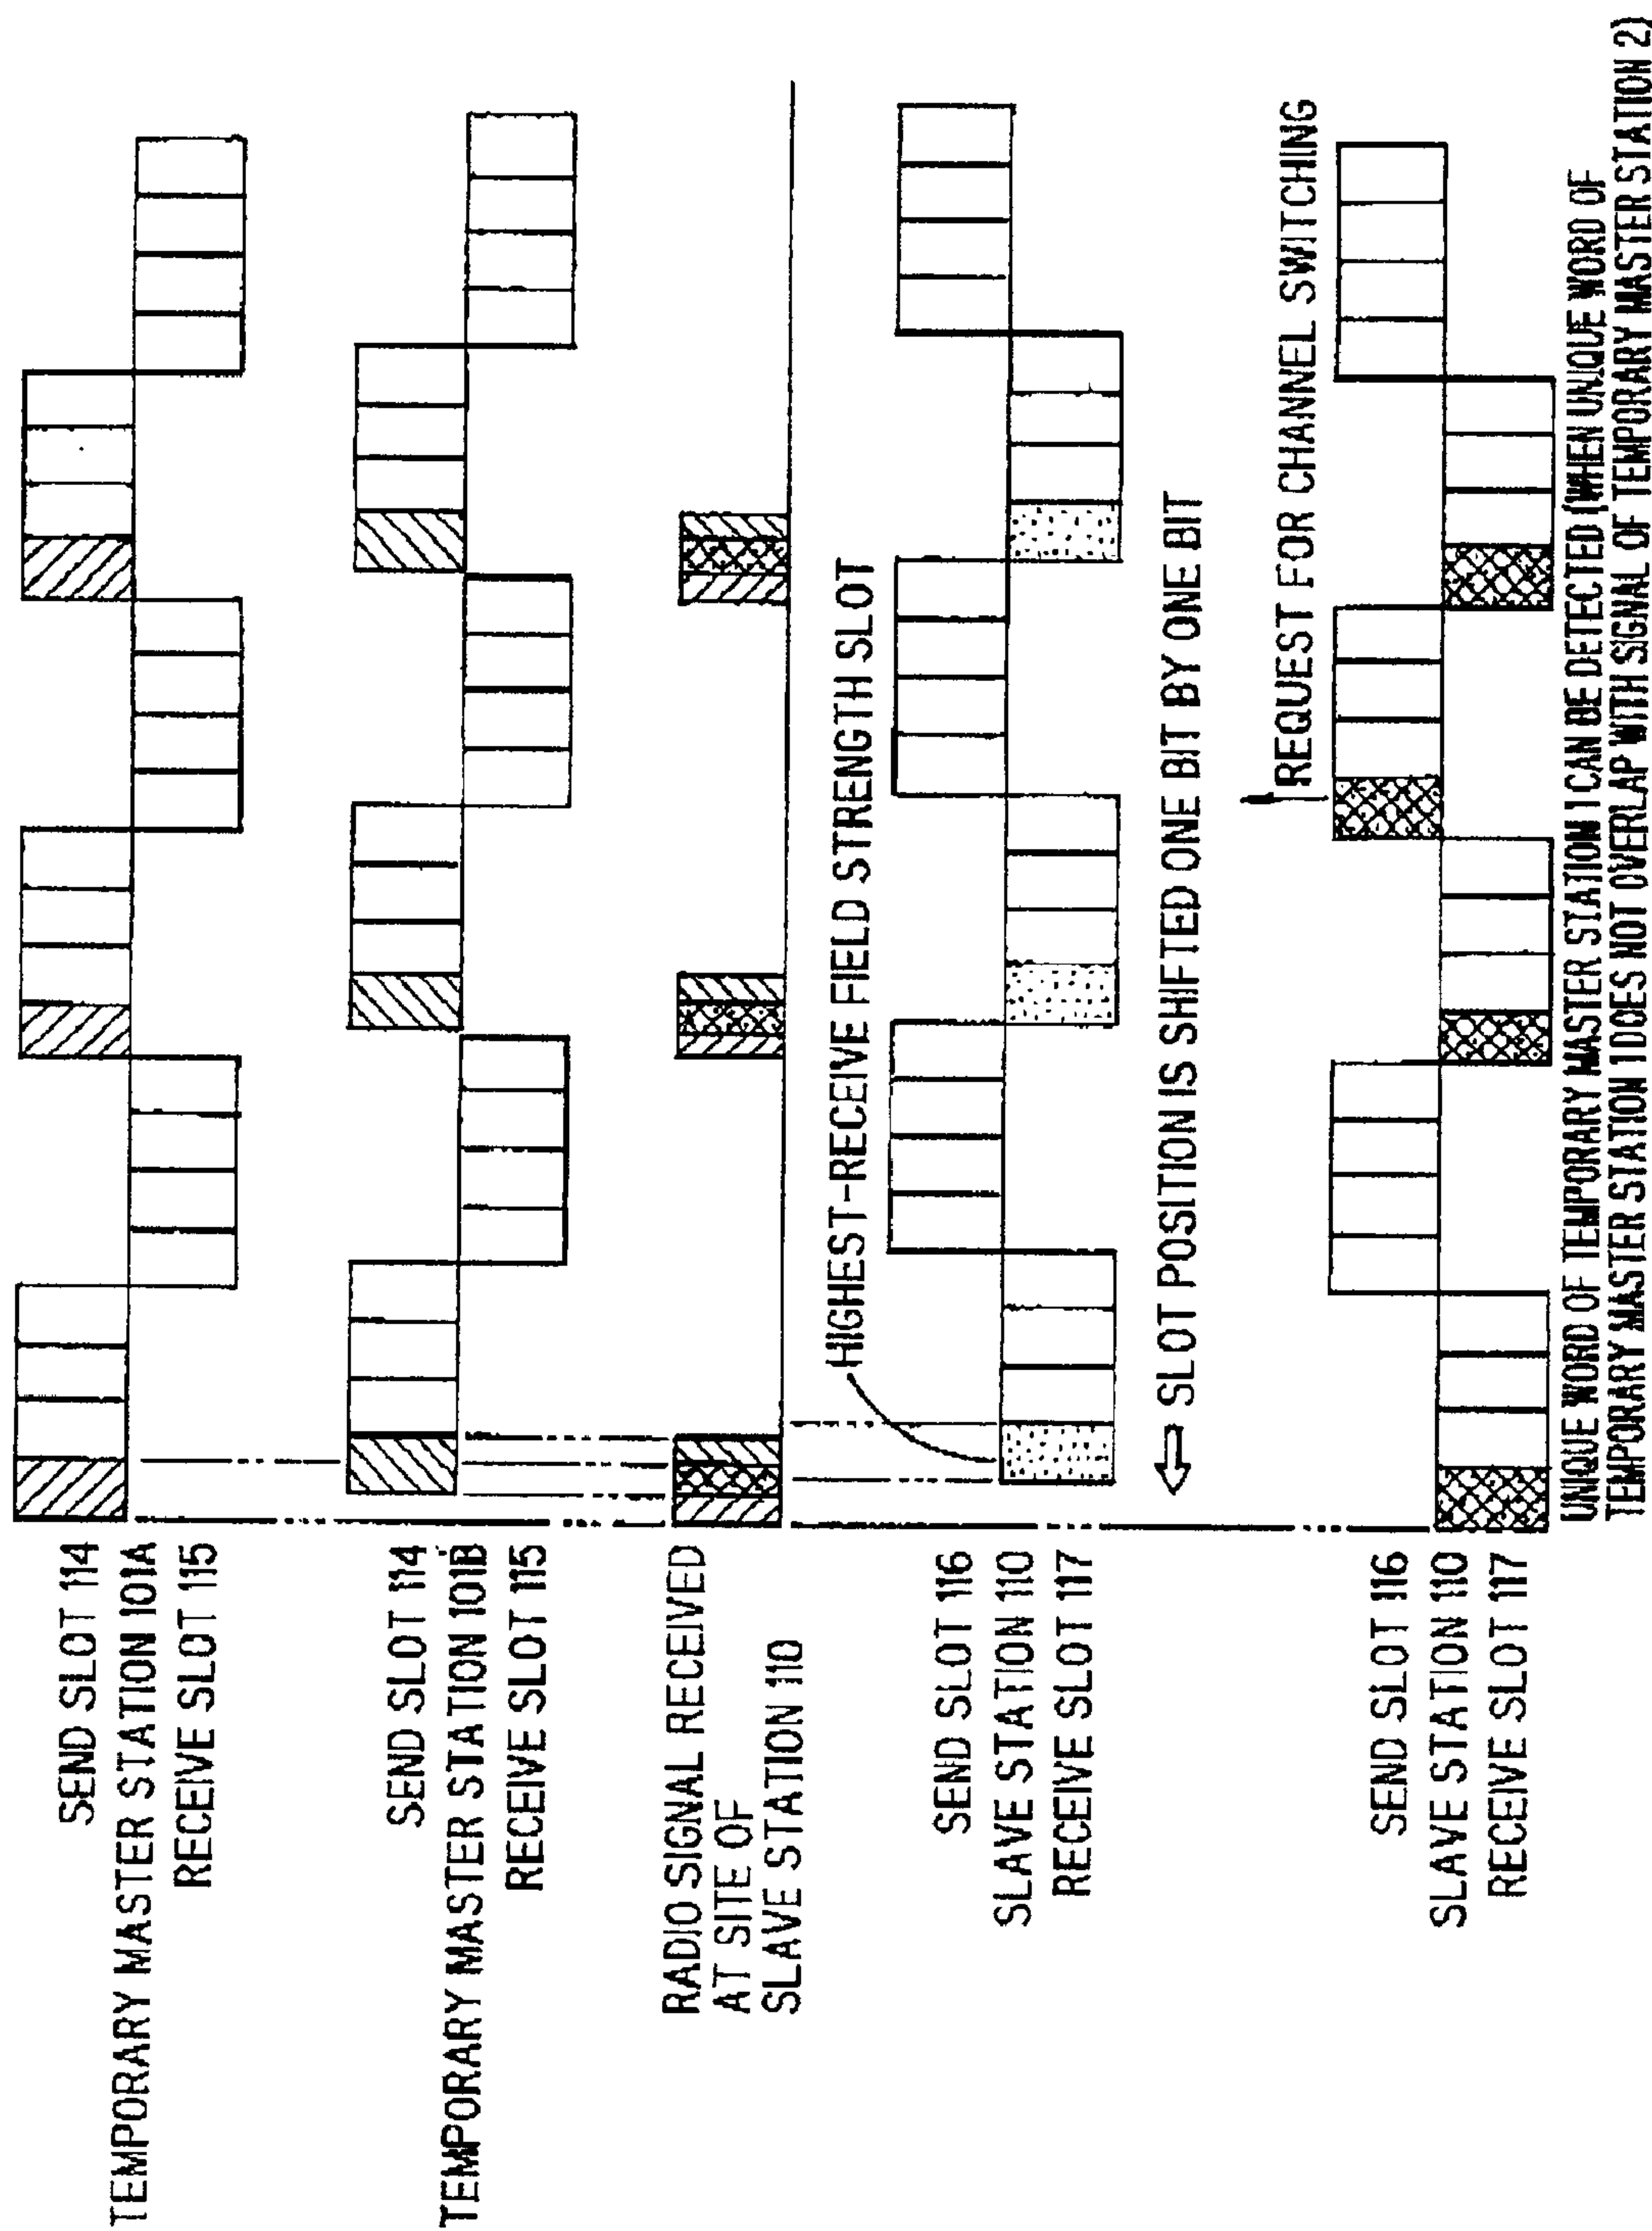 SEND SLOT 114
TEMPORARY MASTER STATION 101A
RECEIVE SLOT 115
SEND SLOT 114
TEMPORARY MASTER STATION 101B
RECEIVE SLOT 115
RADIO SIGNAL RECEIVED
AT SITE OF
SLAVE STATION 110
HIGHEST-RECEIVE FIELD STRENGTH SLOT
SEND SLOT 116
SLAVE STATION 110
RECEIVE SLOT 117
SLOT POSITION IS SHIFTED ONE BIT BY ONE BIT
REQUEST FOR CHANNEL SWITCHING
SEND SLOT 116
SLAVE STATION 110
RECEIVE SLOT 117
UNIQUE WORD OF TEMPORARY MASTER STATION 1 CAN BE DETECTED (WHEN UNIQUE WORD OF
TEMPORARY MASTER STATION 1 DOES NOT OVERLAP WITH SIGNAL OF TEMPORARY MASTER STATION 2)